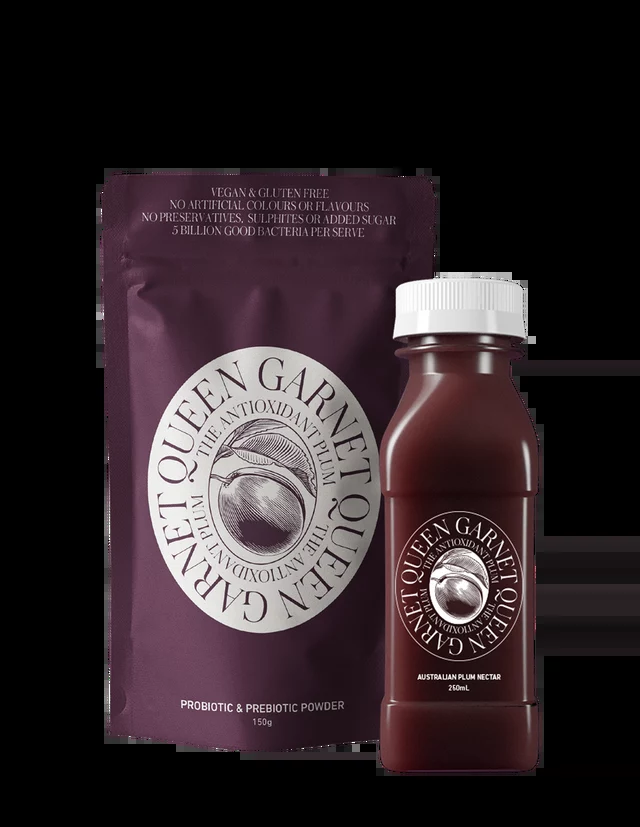 VEGAN & GLUTEN FREE
NO ARTIFICIAL COLOURS OR FLAVOURS
NO PRESERVATIVES, SULPHITES OR ADDED SUGAR
5 BILLION GOOD BACTERIA PER SERVE
QUEEN GARNET QUEEN GARNET
THE ANTIOXIDANT PLUM THE ANTIOXIDANT PLUM
PROBIOTIC & PREBIOTIC POWDER
150g
QUEEN GARNET QUEEN GARNET
THE ANTIOXIDANT PLUM THE ANTIOXIDANT PLUM
AUSTRALIAN PLUM NECTAR
250mL